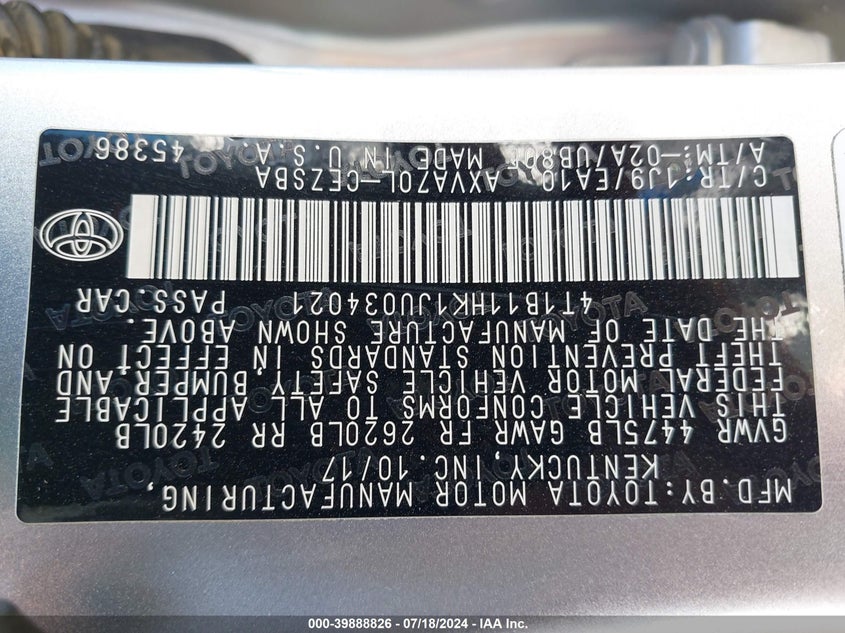 MFD.BY:TOYOTA MOTOR MANUFACTURING,
KENTUCKY,INC. 10/17
GVWR 4475LB GAWR FR 2620LB RR 2420LB
THIS VEHICLE CONFORMS TO ALL APPLICABLE
FEDERAL MOTOR VEHICLE SAFETY,BUMPER,AND
THEFT PREVENTION STANDARDS IN EFFECT ON
THE DATE OF MANUFACTURE SHOWN ABOVE.
4T1B11HK1JU034021 PASS.CAR
C/TR:1J9/EA10 AXVA70L-CEZSBA
A/TM:-02A/UB80E MADE IN U.S.A. 45386
000-39888826 - 07/18/2024 - IAA Inc.